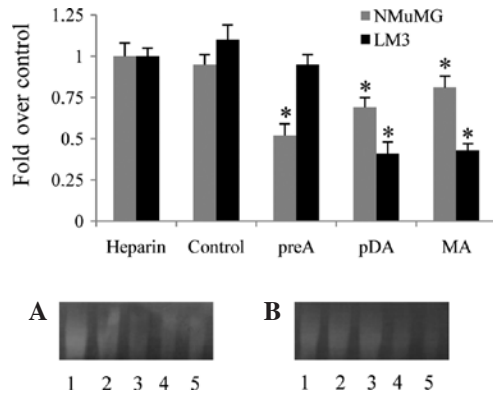 NMuMG
LM3
Fold over control
1.25
1
0.75
0.5
0.25
0
* * * * *
Heparin Control preA pDA MA
A B
1 2 3 4 5 1 2 3 4 5